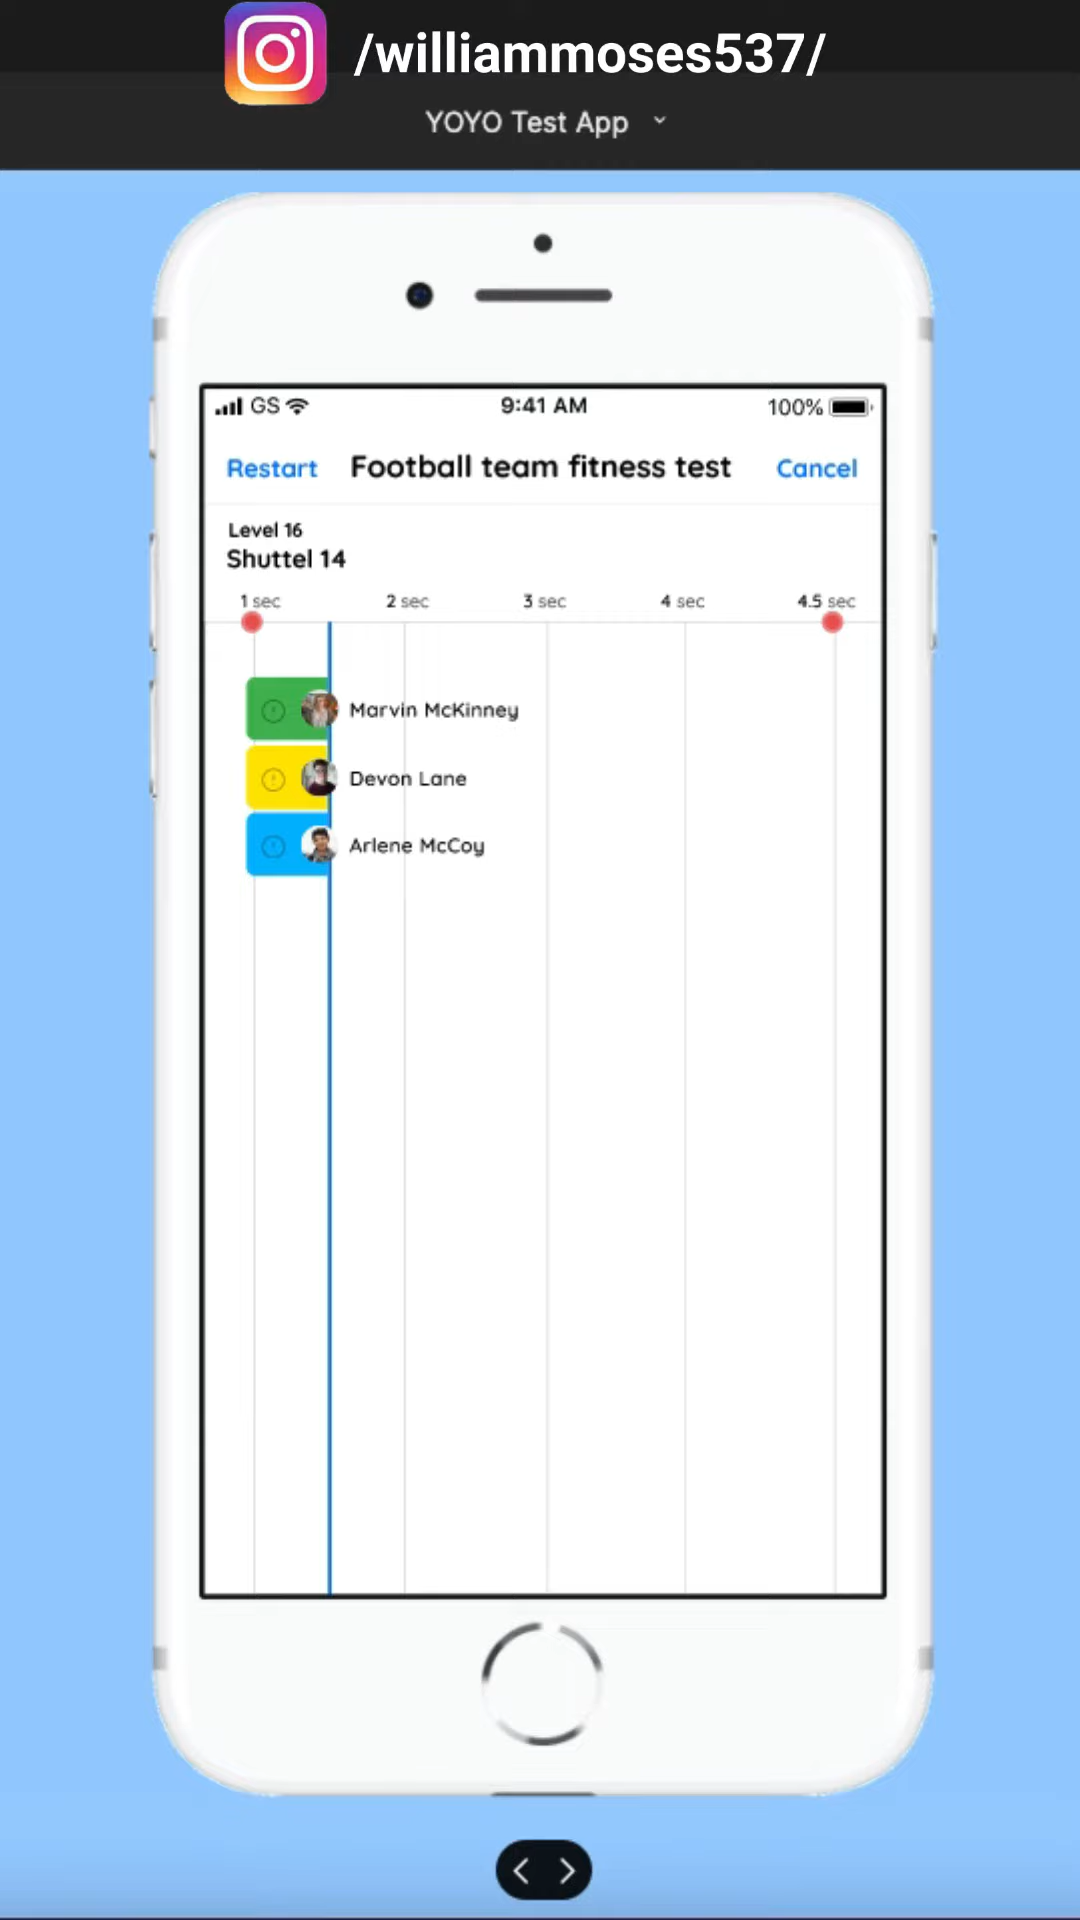 /williammoses537/
YOYO Test App
GS 9:41 AM 100%
Restart Football team fitness test Cancel
Level 16
Shuttel 14
1 sec 2 sec 3 sec 4 sec 4.5 sec
Marvin McKinney
Devon Lane
Arlene McCoy